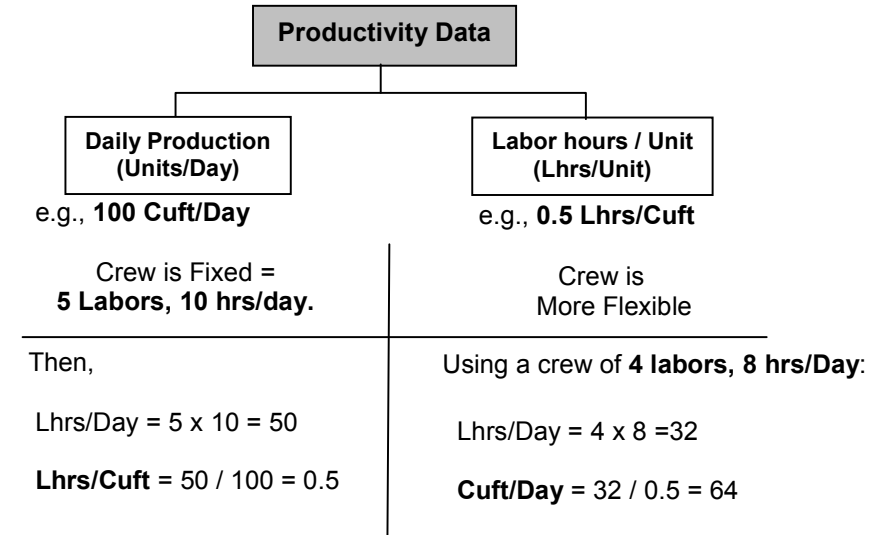 Productivity Data
Daily Production
(Units/Day)
e.g., 100 Cuft/Day
Crew is Fixed =
5 Labors, 10 hrs/day.
Then,
Lhrs/Day = 5 x 10 = 50
Lhrs/Cuft = 50 / 100 = 0.5
Labor hours / Unit
(Lhrs/Unit)
e.g., 0.5 Lhrs/Cuft
Crew is
More Flexible
Using a crew of 4 labors, 8 hrs/Day:
Lhrs/Day = 4 x 8 =32
Cuft/Day = 32 / 0.5 = 64